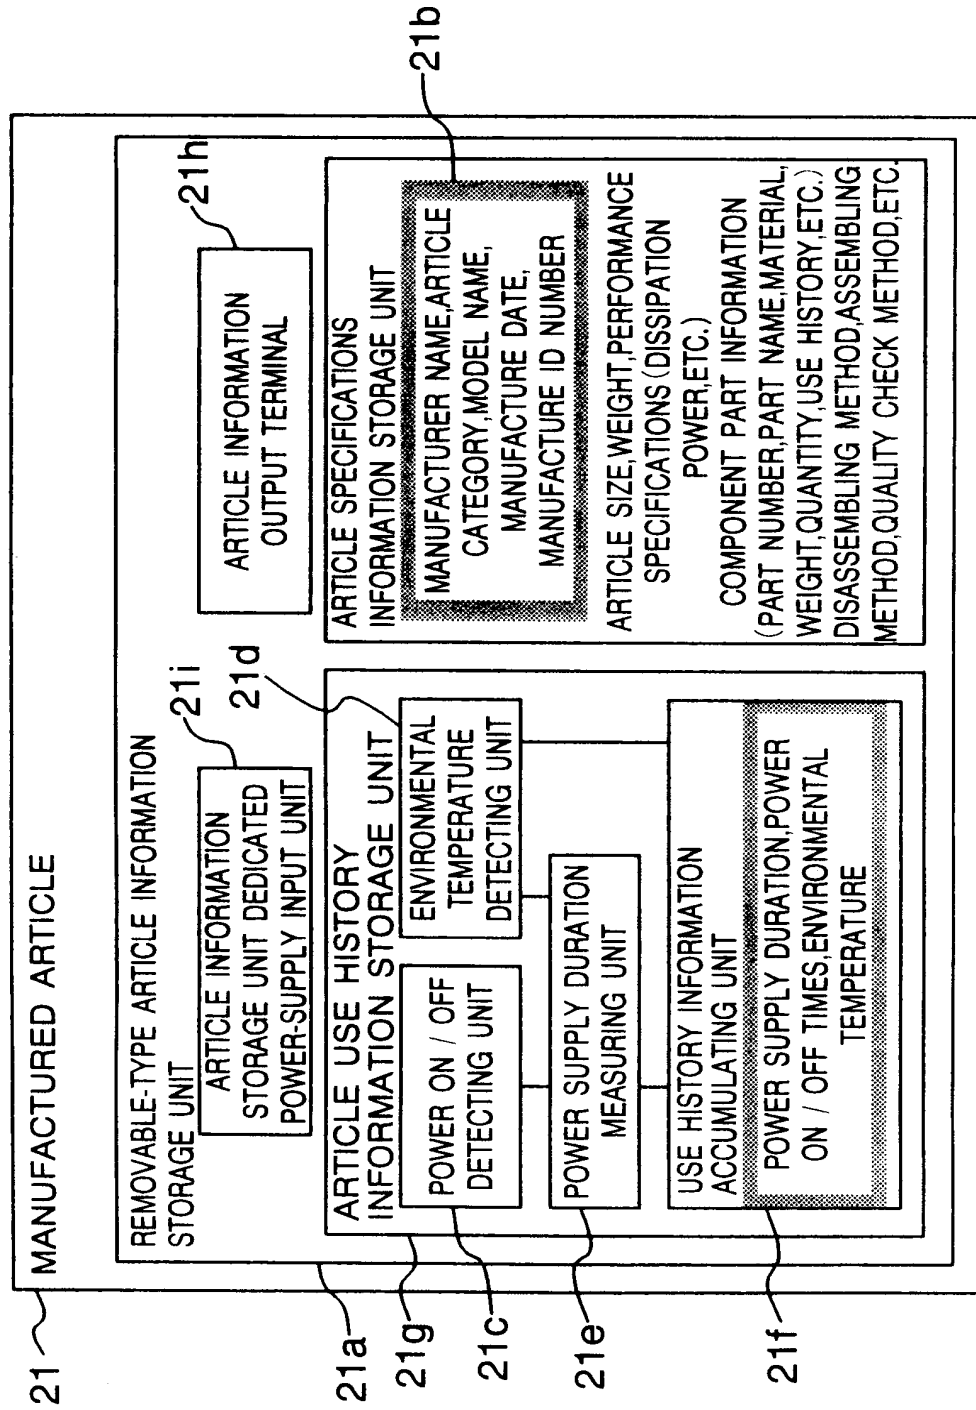 21
MANUFACTURED ARTICLE
REMOVABLE-TYPE ARTICLE INFORMATION
STORAGE UNIT
21a
ARTICLE INFORMATION
STORAGE UNIT DEDICATED
POWER-SUPPLY INPUT UNIT
21i
ARTICLE INFORMATION
OUTPUT TERMINAL
21h
ARTICLE USE HISTORY
INFORMATION STORAGE UNIT
21g
POWER ON / OFF
DETECTING UNIT
21c
ENVIRONMENTAL
TEMPERATURE
DETECTING UNIT
21d
POWER SUPPLY DURATION
MEASURING UNIT
21e
USE HISTORY INFORMATION
ACCUMULATING UNIT
POWER SUPPLY DURATION,POWER
ON / OFF TIMES,ENVIRONMENTAL
TEMPERATURE
21f
ARTICLE SPECIFICATIONS
INFORMATION STORAGE UNIT
21b
MANUFACTURER NAME,ARTICLE
CATEGORY,MODEL NAME,
MANUFACTURE DATE,
MANUFACTURE ID NUMBER
ARTICLE SIZE,WEIGHT,PERFORMANCE
SPECIFICATIONS (DISSIPATION
POWER,ETC.)
COMPONENT PART INFORMATION
(PART NUMBER,PART NAME,MATERIAL,
WEIGHT,QUANTITY,USE HISTORY,ETC.)
DISASSEMBLING METHOD,ASSEMBLING
METHOD,QUALITY CHECK METHOD,ETC.